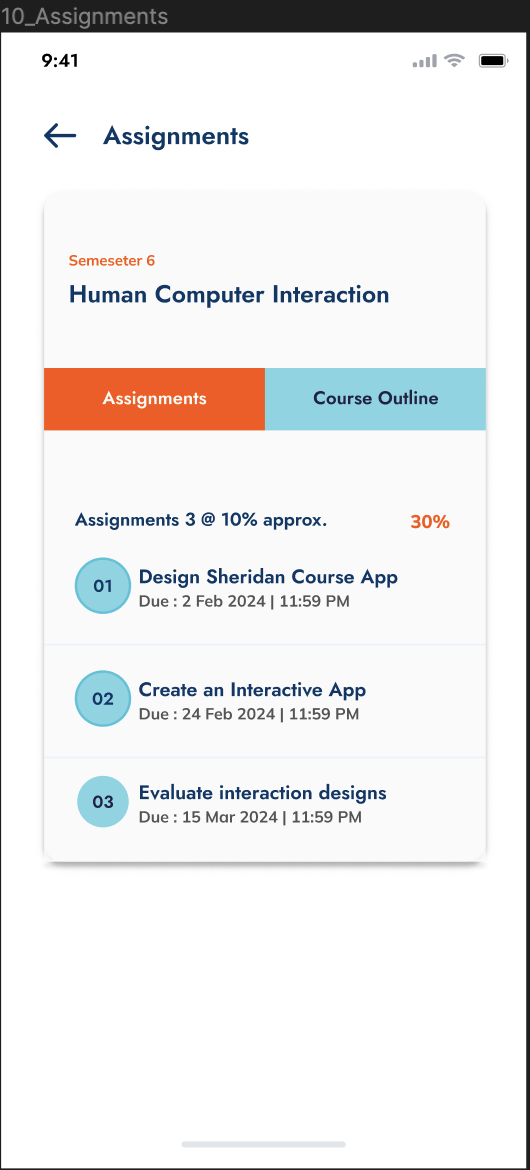 10_Assignments
9:41
Assignments
Semeseter 6
Human Computer Interaction
Assignments
Course Outline
Assignments 3 @ 10% approx.
30%
01
Design Sheridan Course App
Due : 2 Feb 2024 | 11:59 PM
02
Create an Interactive App
Due : 24 Feb 2024 | 11:59 PM
03
Evaluate interaction designs
Due : 15 Mar 2024 | 11:59 PM